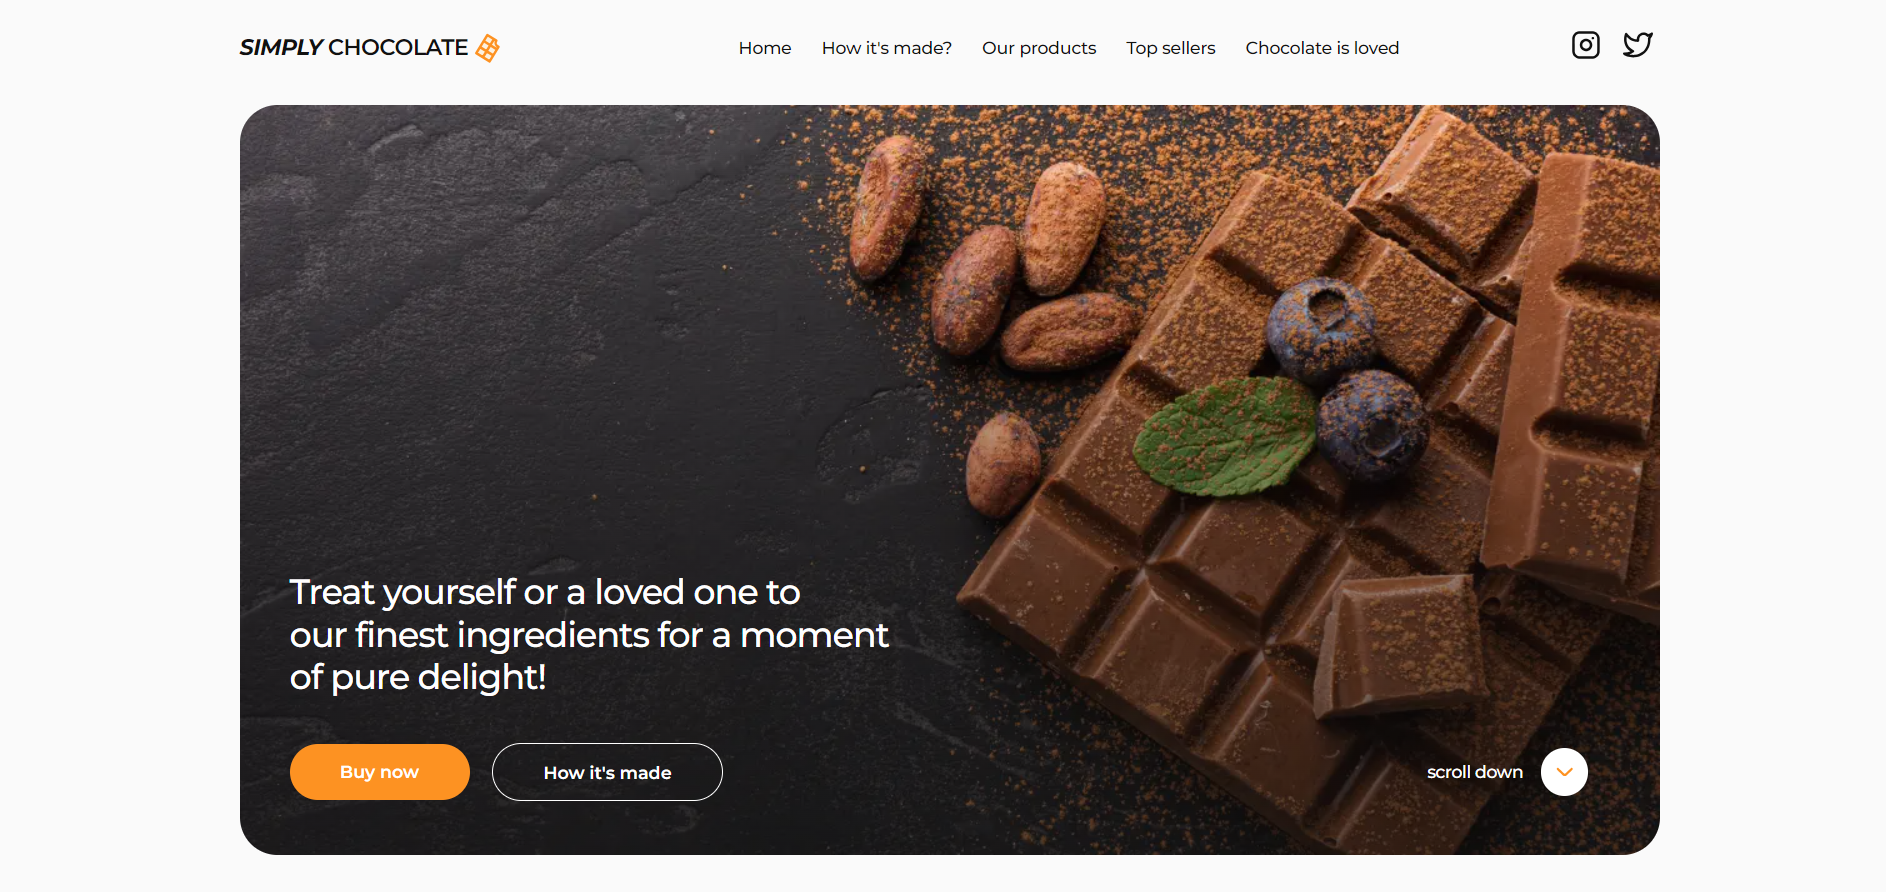 SIMPLY CHOCOLATE
Home
How it's made?
Our products
Top sellers
Chocolate is loved
Treat yourself or a loved one to
our finest ingredients for a moment
of pure delight!
Buy now
How it's made
scroll down